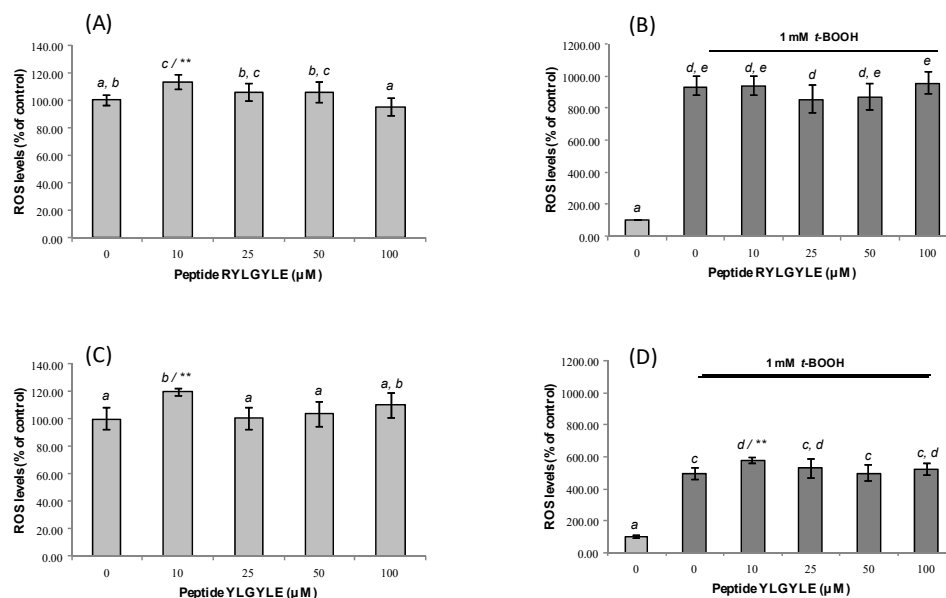 (A)
ROS levels (% of control)
140.00
120.00
100.00
80.00
60.00
40.00
20.00
0.00
a, b
c / **
b, c
b, c
a
0 10 25 50 100
Peptide RYLGYLE (µM)
(B)
1 mM t-BOOH
ROS levels (% of control)
1200.00
1000.00
800.00
600.00
400.00
200.00
0.00
a
d, e
d, e
d
d, e
e
0 0 10 25 50 100
Peptide RYLGYLE (µM)
(C)
ROS levels (% of control)
140.00
120.00
100.00
80.00
60.00
40.00
20.00
0.00
a
b / **
a
a
a, b
0 10 25 50 100
Peptide YLGYLE (µM)
(D)
1 mM t-BOOH
ROS levels (% of control)
1200.00
1000.00
800.00
600.00
400.00
200.00
0.00
a
c
d / **
c, d
c
c, d
0 0 10 25 50 100
Peptide YLGYLE (µM)